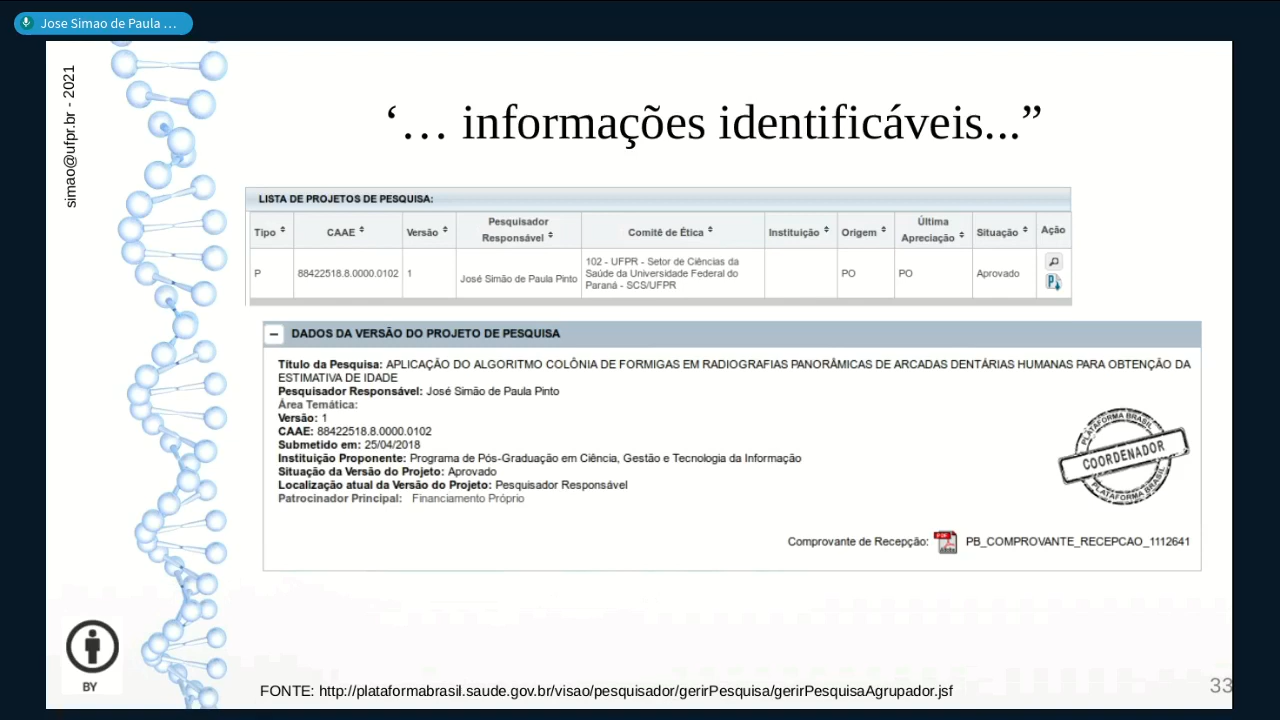 Jose Simao de Paula ...
simao@ufpr.br - 2021
‘… informações identificáveis...”
LISTA DE PROJETOS DE PESQUISA:
Tipo CAAE Versão Pesquisador Responsável Comitê de Ética Instituição Origem Última Apreciação Situação Ação
P 88422518.8.0000.0102 1 José Simão de Paula Pinto 102 - UFPR - Setor de Ciências da Saúde da Universidade Federal do Paraná - SCS/UFPR PO PO Aprovado
DADOS DA VERSÃO DO PROJETO DE PESQUISA
Título da Pesquisa: APLICAÇÃO DO ALGORITMO COLÔNIA DE FORMIGAS EM RADIOGRAFIAS PANORÂMICAS DE ARCADAS DENTÁRIAS HUMANAS PARA OBTENÇÃO DA
ESTIMATIVA DE IDADE
Pesquisador Responsável: José Simão de Paula Pinto
Área Temática:
Versão: 1
CAAE: 88422518.8.0000.0102
Submetido em: 25/04/2018
Instituição Proponente: Programa de Pós-Graduação em Ciência, Gestão e Tecnologia da Informação
Situação da Versão do Projeto: Aprovado
Localização atual da Versão do Projeto: Pesquisador Responsável
Patrocinador Principal: Financiamento Próprio
PLATAFORMA BRASIL
COORDENADOR
PLATAFORMA BRASIL
Comprovante de Recepção: PDF PB_COMPROVANTE_RECEPCAO_1112641
BY
FONTE: http://plataformabrasil.saude.gov.br/visao/pesquisador/gerirPesquisa/gerirPesquisaAgrupador.jsf
33